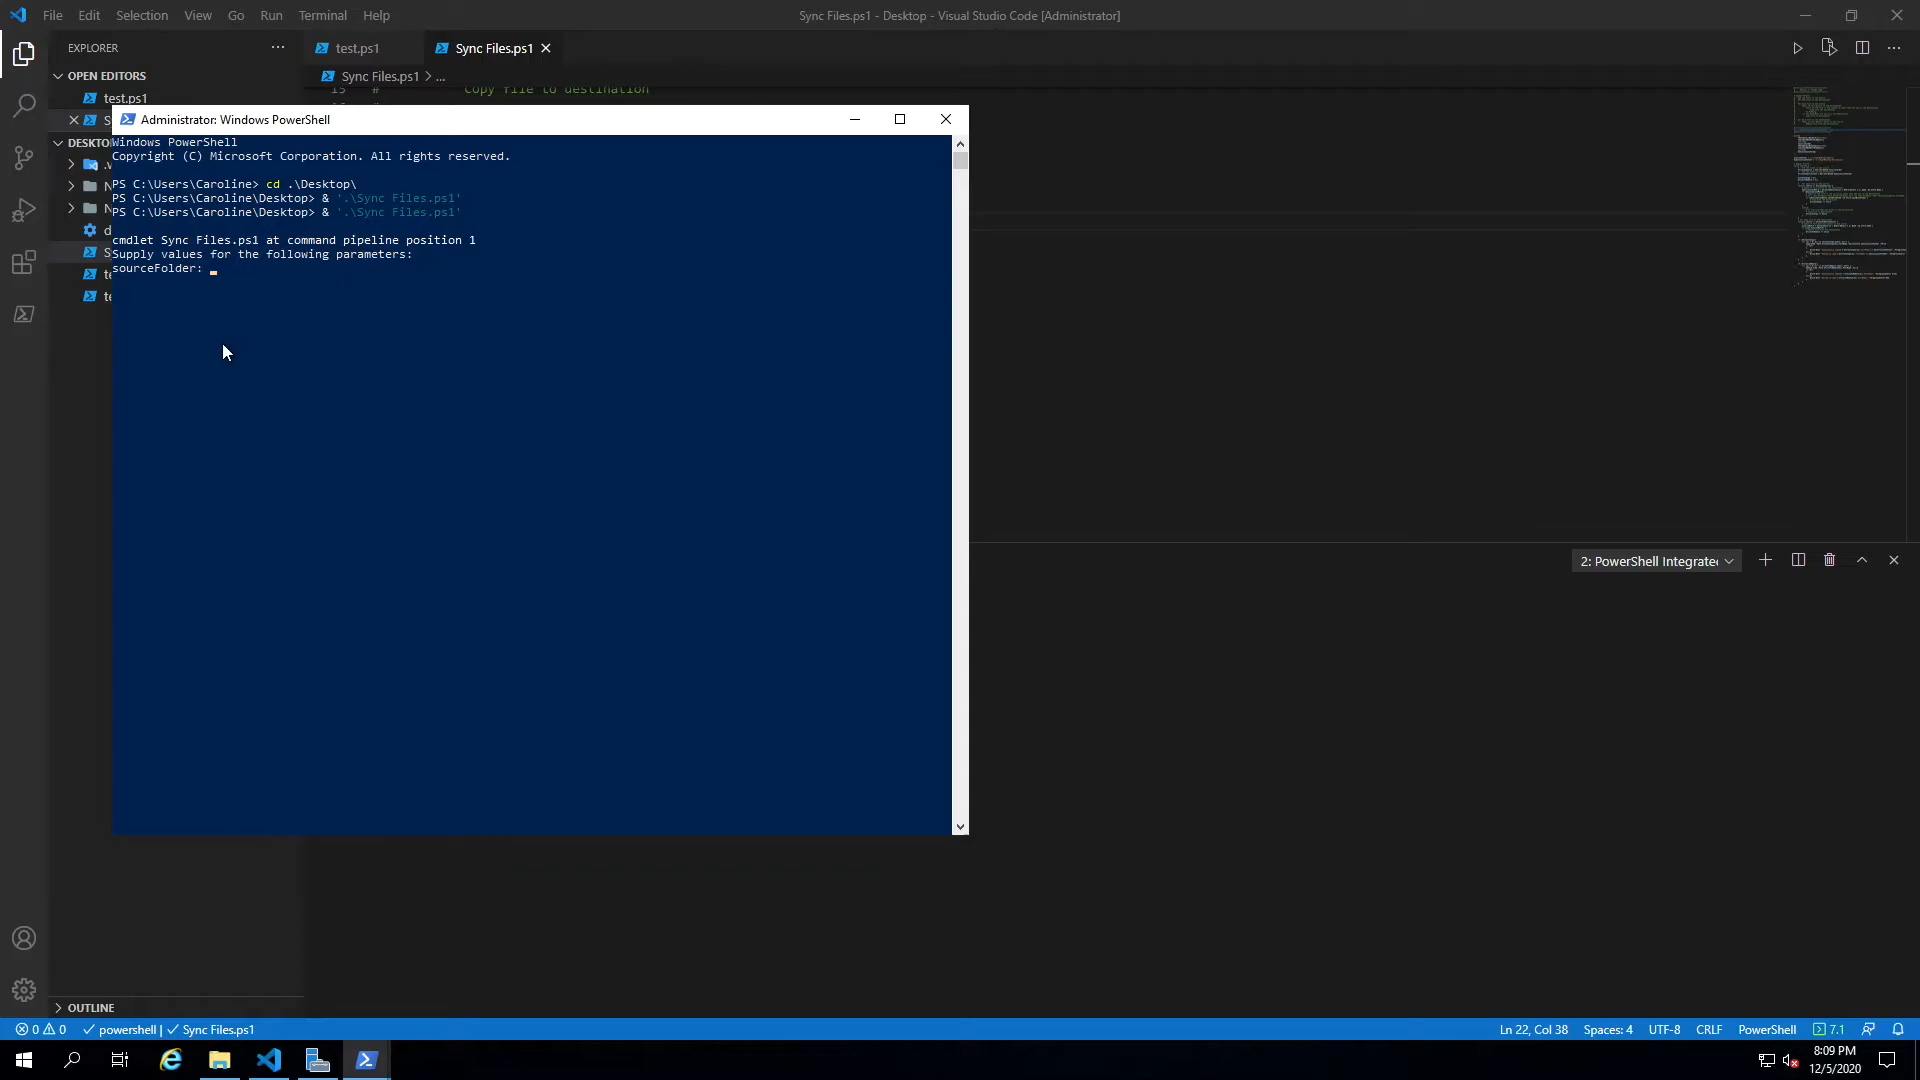 File Edit Selection View Go Run Terminal Help
Sync Files.ps1 - Desktop - Visual Studio Code [Administrator]
EXPLORER
test.ps1
Sync Files.ps1
OPEN EDITORS
Sync Files.ps1 > ...
15 # Copy file to destination
test.ps1
Administrator: Windows PowerShell
Windows PowerShell
Copyright (C) Microsoft Corporation. All rights reserved.
PS C:\Users\Caroline> cd .\Desktop\
PS C:\Users\Caroline\Desktop> & '.\Sync Files.ps1'
PS C:\Users\Caroline\Desktop> & '.\Sync Files.ps1'
cmdlet Sync Files.ps1 at command pipeline position 1
Supply values for the following parameters:
sourceFolder:
2: PowerShell Integrated
OUTLINE
0 0 powershell | Sync Files.ps1
Ln 22, Col 38 Spaces: 4 UTF-8 CRLF PowerShell 7.1
8:09 PM
12/5/2020